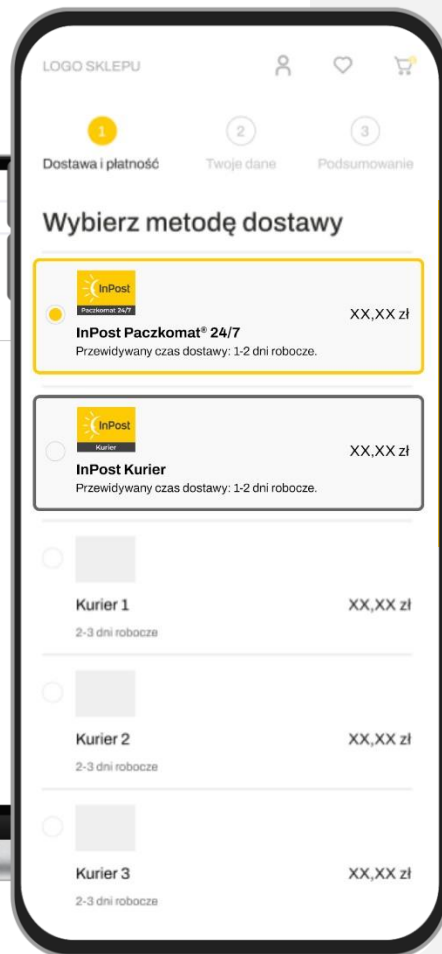 LOGO SKLEPU
1
2
3
Dostawa i płatność
Twoje dane
Podsumowanie
Wybierz metodę dostawy
InPost
Paczkomat 24/7
XX,XX zł
InPost Paczkomat® 24/7
Przewidywany czas dostawy: 1-2 dni robocze.
InPost
Kurier
XX,XX zł
InPost Kurier
Przewidywany czas dostawy: 1-2 dni robocze.
Kurier 1
XX,XX zł
2-3 dni robocze
Kurier 2
XX,XX zł
2-3 dni robocze
Kurier 3
XX,XX zł
2-3 dni robocze